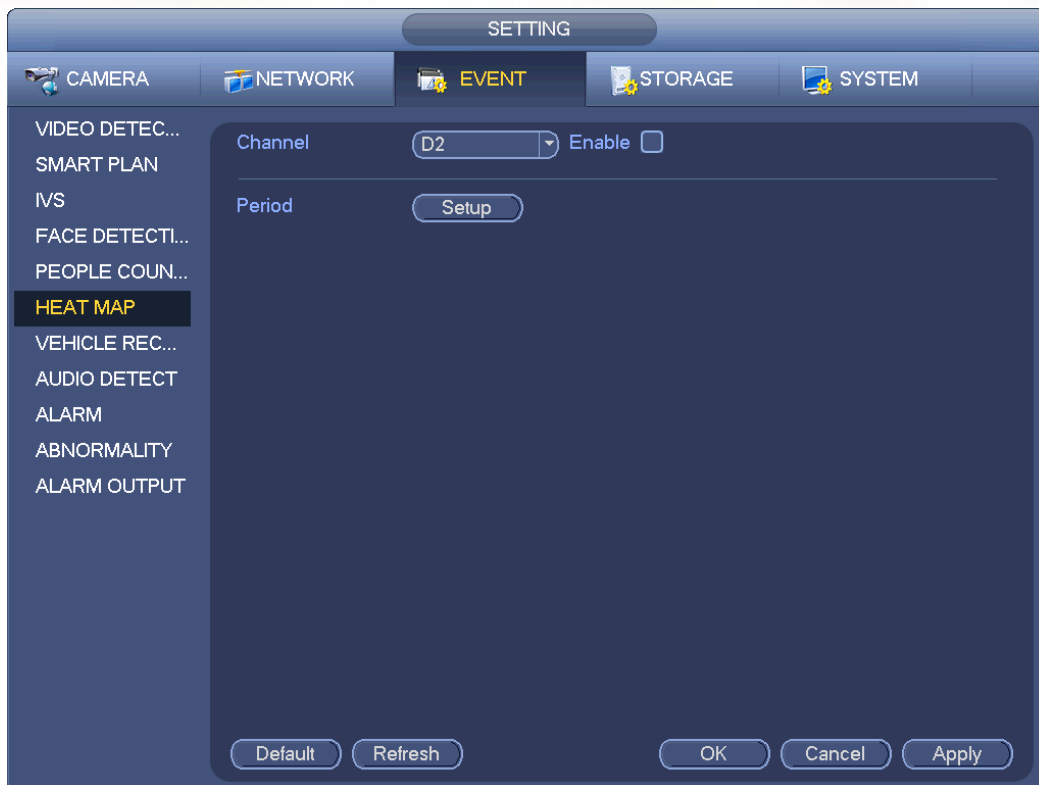 SETTING
CAMERA NETWORK EVENT STORAGE SYSTEM
VIDEO DETEC...
SMART PLAN
IVS
FACE DETECTI...
PEOPLE COUN...
HEAT MAP
VEHICLE REC...
AUDIO DETECT
ALARM
ABNORMALITY
ALARM OUTPUT
Channel D2 Enable
Period Setup
Default Refresh OK Cancel Apply